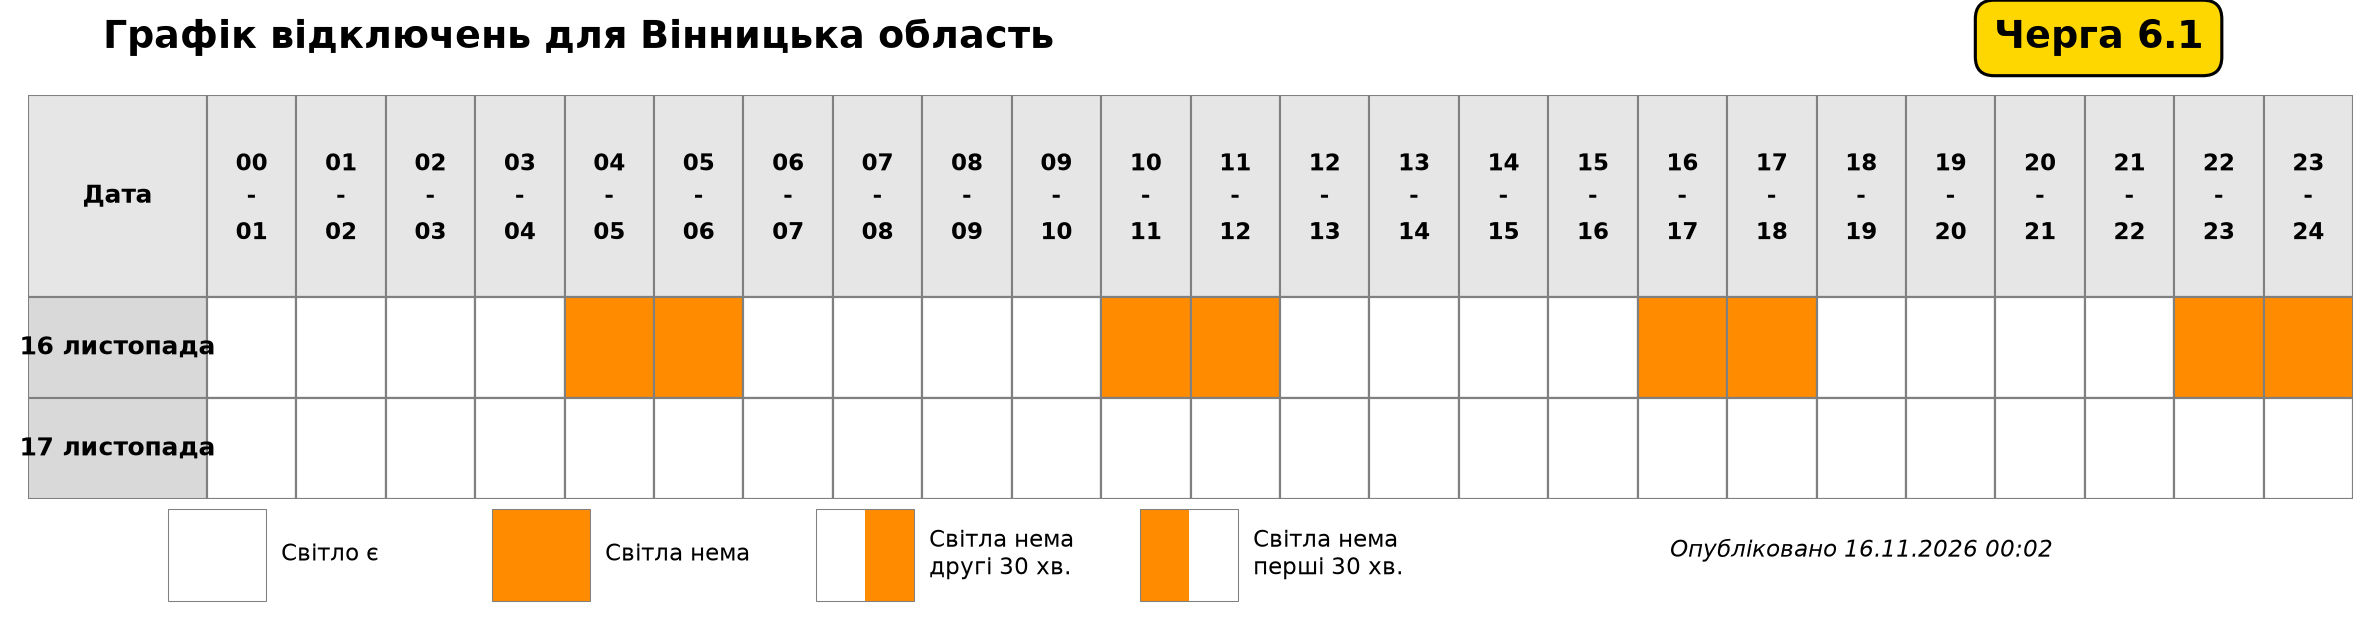 Графік відключень для Вінницька область
Черга 6.1
Дата
00 - 01
01 - 02
02 - 03
03 - 04
04 - 05
05 - 06
06 - 07
07 - 08
08 - 09
09 - 10
10 - 11
11 - 12
12 - 13
13 - 14
14 - 15
15 - 16
16 - 17
17 - 18
18 - 19
19 - 20
20 - 21
21 - 22
22 - 23
23 - 24
16 листопада
17 листопада
Світло є
Світла нема
Світла нема
другі 30 хв.
Світла нема
перші 30 хв.
Опубліковано 16.11.2026 00:02